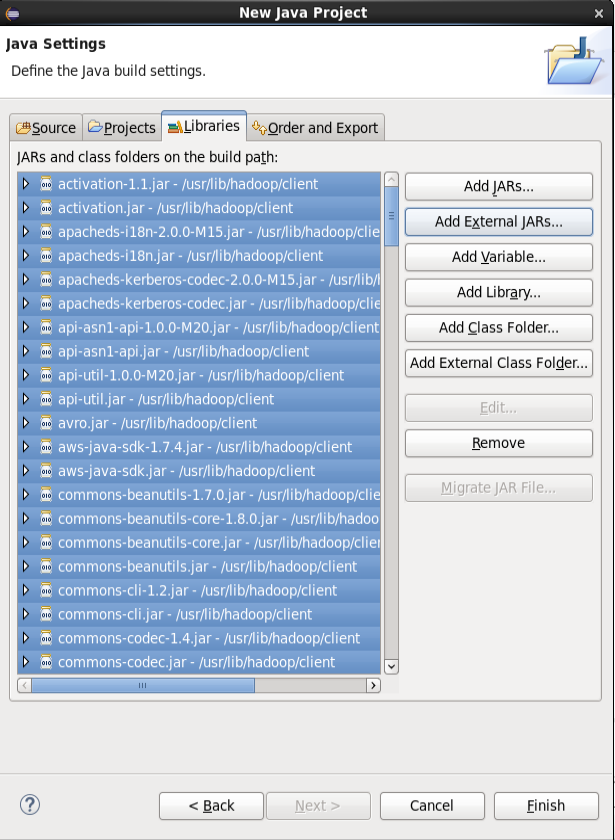 New Java Project
Java Settings
Define the Java build settings.
Source Projects Libraries Order and Export
JARs and class folders on the build path:
activation-1.1.jar - /usr/lib/hadoop/client
activation.jar - /usr/lib/hadoop/client
apacheds-i18n-2.0.0-M15.jar - /usr/lib/hadoop/clie
apacheds-i18n.jar - /usr/lib/hadoop/client
apacheds-kerberos-codec-2.0.0-M15.jar - /usr/lib/h
apacheds-kerberos-codec.jar - /usr/lib/hadoop/clie
api-asn1-api-1.0.0-M20.jar - /usr/lib/hadoop/client
api-asn1-api.jar - /usr/lib/hadoop/client
api-util-1.0.0-M20.jar - /usr/lib/hadoop/client
api-util.jar - /usr/lib/hadoop/client
avro.jar - /usr/lib/hadoop/client
aws-java-sdk-1.7.4.jar - /usr/lib/hadoop/client
aws-java-sdk.jar - /usr/lib/hadoop/client
commons-beanutils-1.7.0.jar - /usr/lib/hadoop/clie
commons-beanutils-core-1.8.0.jar - /usr/lib/hadoo
commons-beanutils-core.jar - /usr/lib/hadoop/clien
commons-beanutils.jar - /usr/lib/hadoop/client
commons-cli-1.2.jar - /usr/lib/hadoop/client
commons-cli.jar - /usr/lib/hadoop/client
commons-codec-1.4.jar - /usr/lib/hadoop/client
commons-codec.jar - /usr/lib/hadoop/client
Add JARs...
Add External JARs...
Add Variable...
Add Library...
Add Class Folder...
Add External Class Folder...
Edit...
Remove
Migrate JAR File...
? < Back Next > Cancel Finish